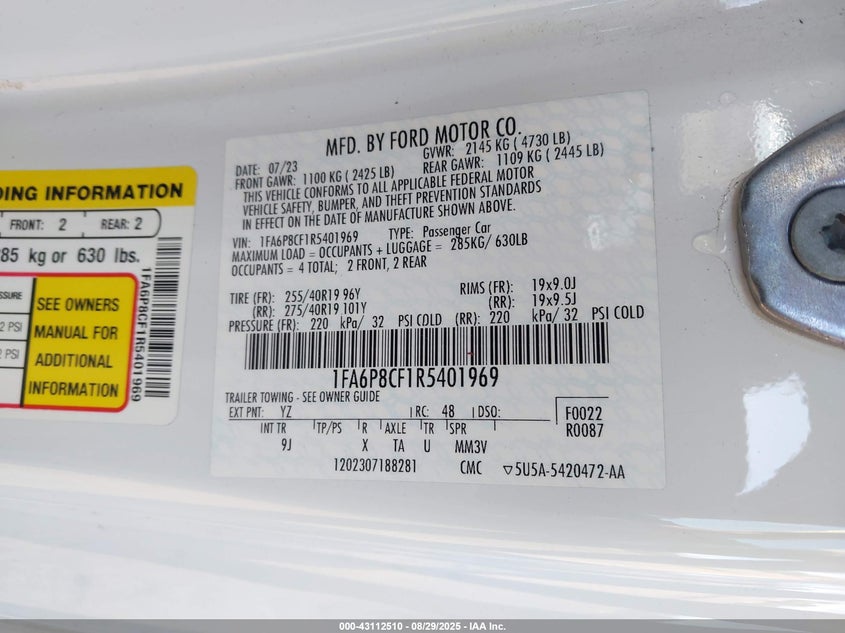 MFD. BY FORD MOTOR CO.
DATE: 07/23 GVWR: 2145 KG ( 4730 LB)
FRONT GAWR: 1100 KG ( 2425 LB) REAR GAWR: 1109 KG ( 2445 LB)
THIS VEHICLE CONFORMS TO ALL APPLICABLE FEDERAL MOTOR
VEHICLE SAFETY, BUMPER, AND THEFT PREVENTION STANDARDS
IN EFFECT ON THE DATE OF MANUFACTURE SHOWN ABOVE.
VIN: 1FA6P8CF1R5401969 TYPE: Passenger Car
MAXIMUM LOAD = OCCUPANTS + LUGGAGE = 285KG/ 630LB
OCCUPANTS = 4 TOTAL; 2 FRONT, 2 REAR
TIRE (FR): 255/40R19 96Y RIMS (FR): 19x9.0J
(RR): 275/40R19 101Y (RR): 19x9.5J
PRESSURE (FR): 220 kPa/ 32 PSI COLD (RR): 220 kPa/ 32 PSI COLD
1FA6P8CF1R5401969
TRAILER TOWING - SEE OWNER GUIDE
EXT PNT: YZ RC: 48 DSO: F0022
INT TR TP/PS R AXLE TR SPR R0087
9J X TA U MM3V
1202307188281 CMC ▽5U5A-5420472-AA
DING INFORMATION
FRONT: 2 REAR: 2
285 kg or 630 lbs.
SSURE
2 PSI
2 PSI
SEE OWNERS
MANUAL FOR
ADDITIONAL
INFORMATION
1FA6P8CF1R5401969
000-43112510 - 08/29/2025 - IAA Inc.